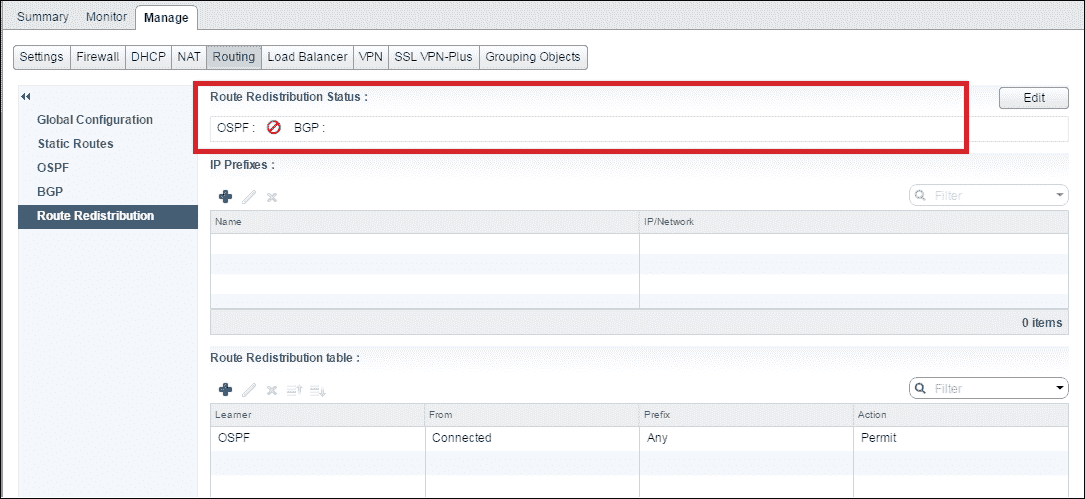 Summary Monitor Manage
Settings Firewall DHCP NAT Routing Load Balancer VPN SSL VPN-Plus Grouping Objects
Global Configuration
Static Routes
OSPF
BGP
Route Redistribution
Route Redistribution Status :
Edit
OSPF : BGP :
IP Prefixes :
Filter
Name IP/Network
0 items
Route Redistribution table :
Filter
Learner From Prefix Action
OSPF Connected Any Permit